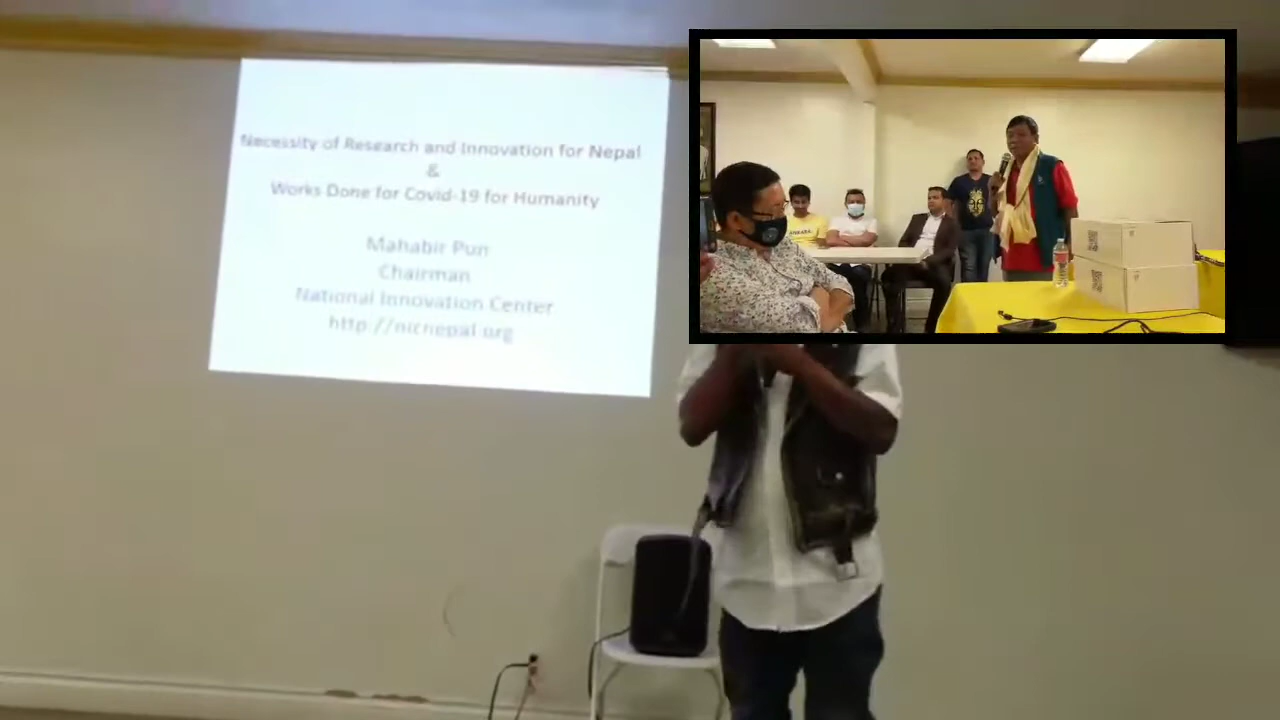 Necessity of Research and Innovation for Nepal
&
Works Done for Covid-19 for Humanity
Mahabir Pun
Chairman
National Innovation Center
http://nicnepal.org